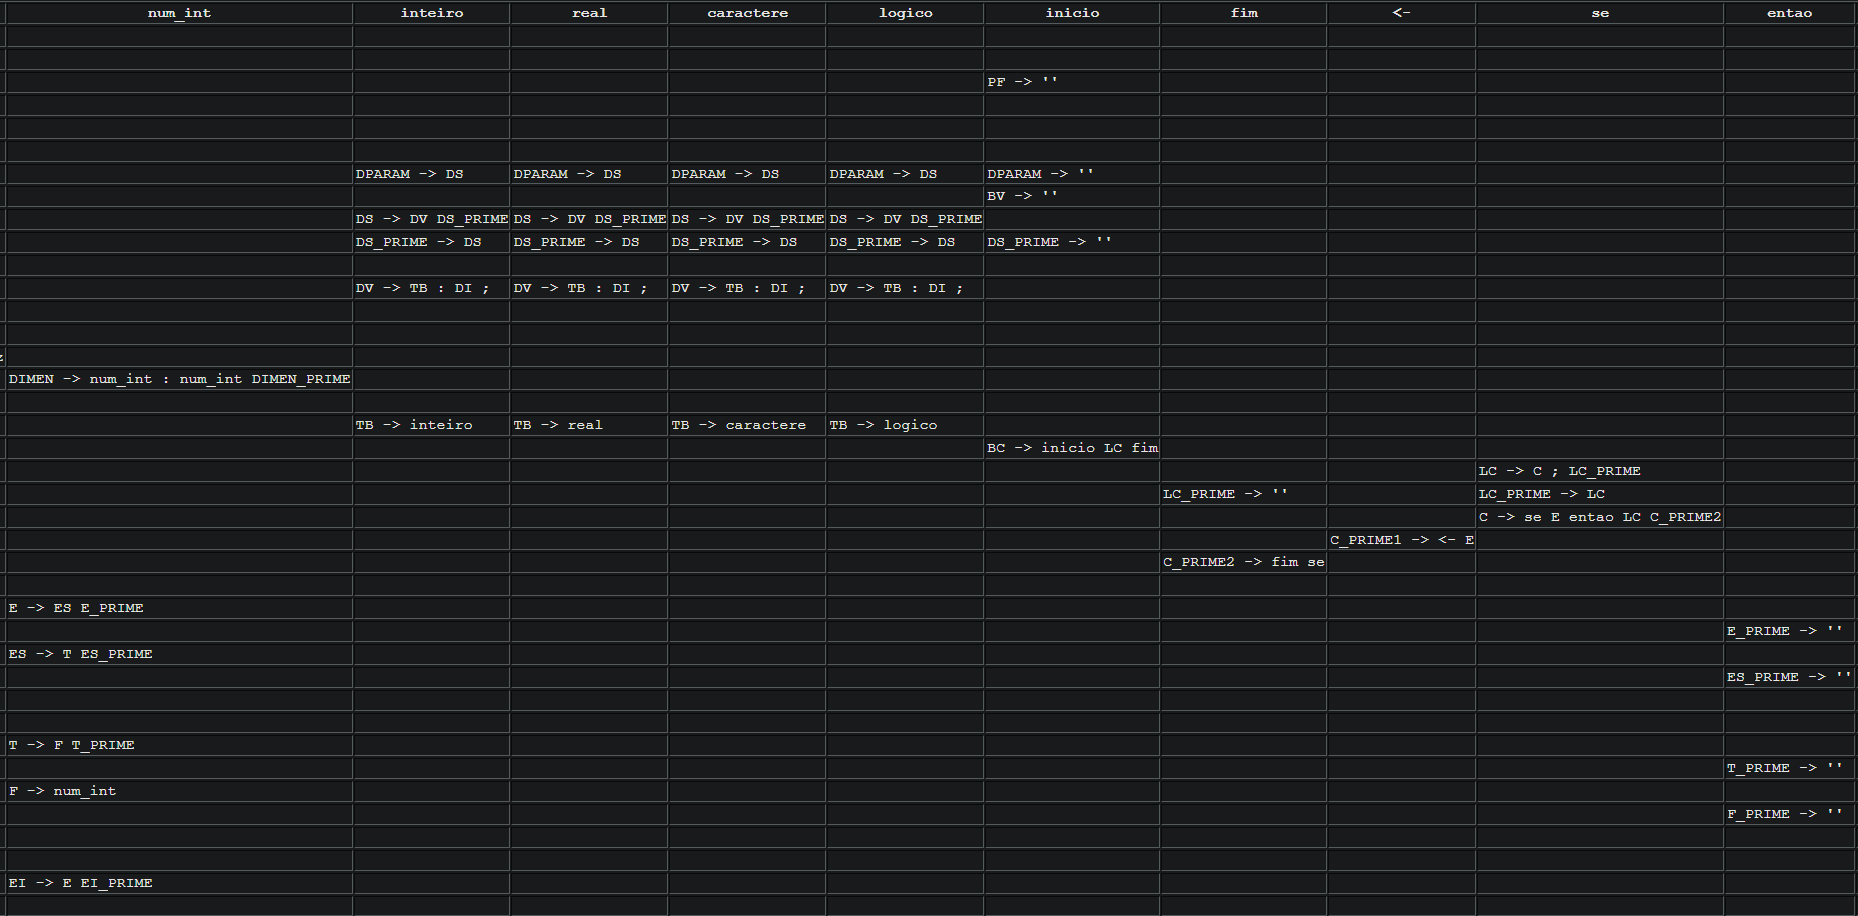 num_int inteiro real caractere logico inicio fim <- se entao
PF -> ''
DPARAM -> DS DPARAM -> DS DPARAM -> DS DPARAM -> DS DPARAM -> ''
BV -> ''
DS -> DV DS_PRIME DS -> DV DS_PRIME DS -> DV DS_PRIME DS -> DV DS_PRIME
DS_PRIME -> DS DS_PRIME -> DS DS_PRIME -> DS DS_PRIME -> DS DS_PRIME -> ''
DV -> TB : DI ; DV -> TB : DI ; DV -> TB : DI ; DV -> TB : DI ;
DIMEN -> num_int : num_int DIMEN_PRIME
TB -> inteiro TB -> real TB -> caractere TB -> logico
BC -> inicio LC fim
LC -> C ; LC_PRIME
LC_PRIME -> '' LC_PRIME -> LC
C -> se E entao LC C_PRIME2
C_PRIME1 -> <- E
C_PRIME2 -> fim se
E -> ES E_PRIME
E_PRIME -> ''
ES -> T ES_PRIME
ES_PRIME -> ''
T -> F T_PRIME
T_PRIME -> ''
F -> num_int
F_PRIME -> ''
EI -> E EI_PRIME